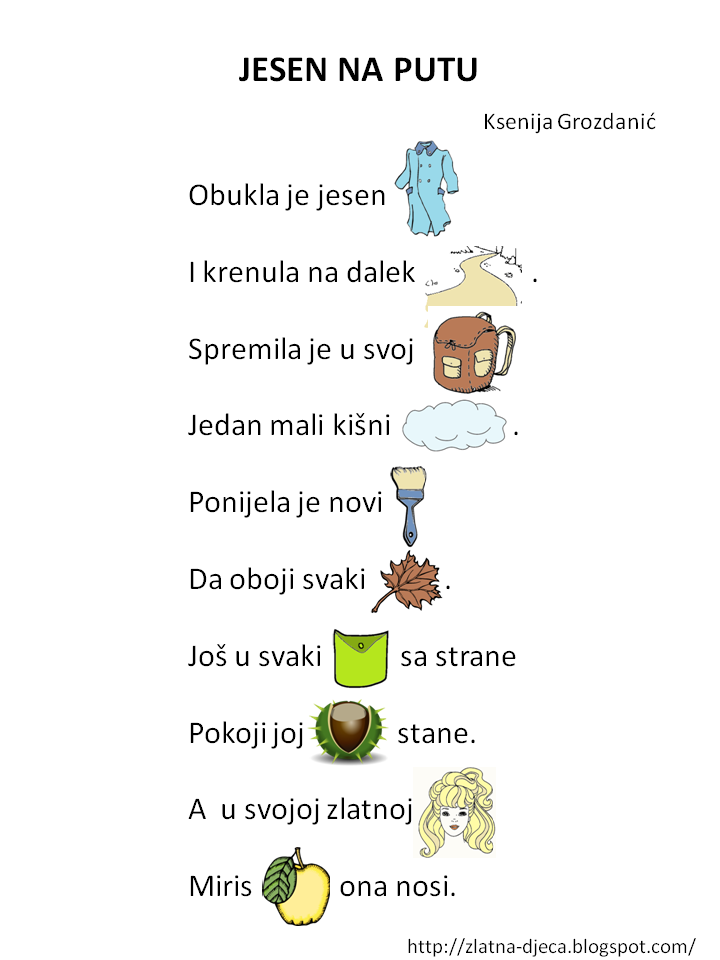 JESEN NA PUTU
Ksenija Grozdanić
Obukla je jesen
I krenula na dalek .
Spremila je u svoj
Jedan mali kišni .
Ponijela je novi
Da oboji svaki .
Još u svaki sa strane
Pokoji joj stane.
A u svojoj zlatnoj
Miris ona nosi.
http://zlatna-djeca.blogspot.com/